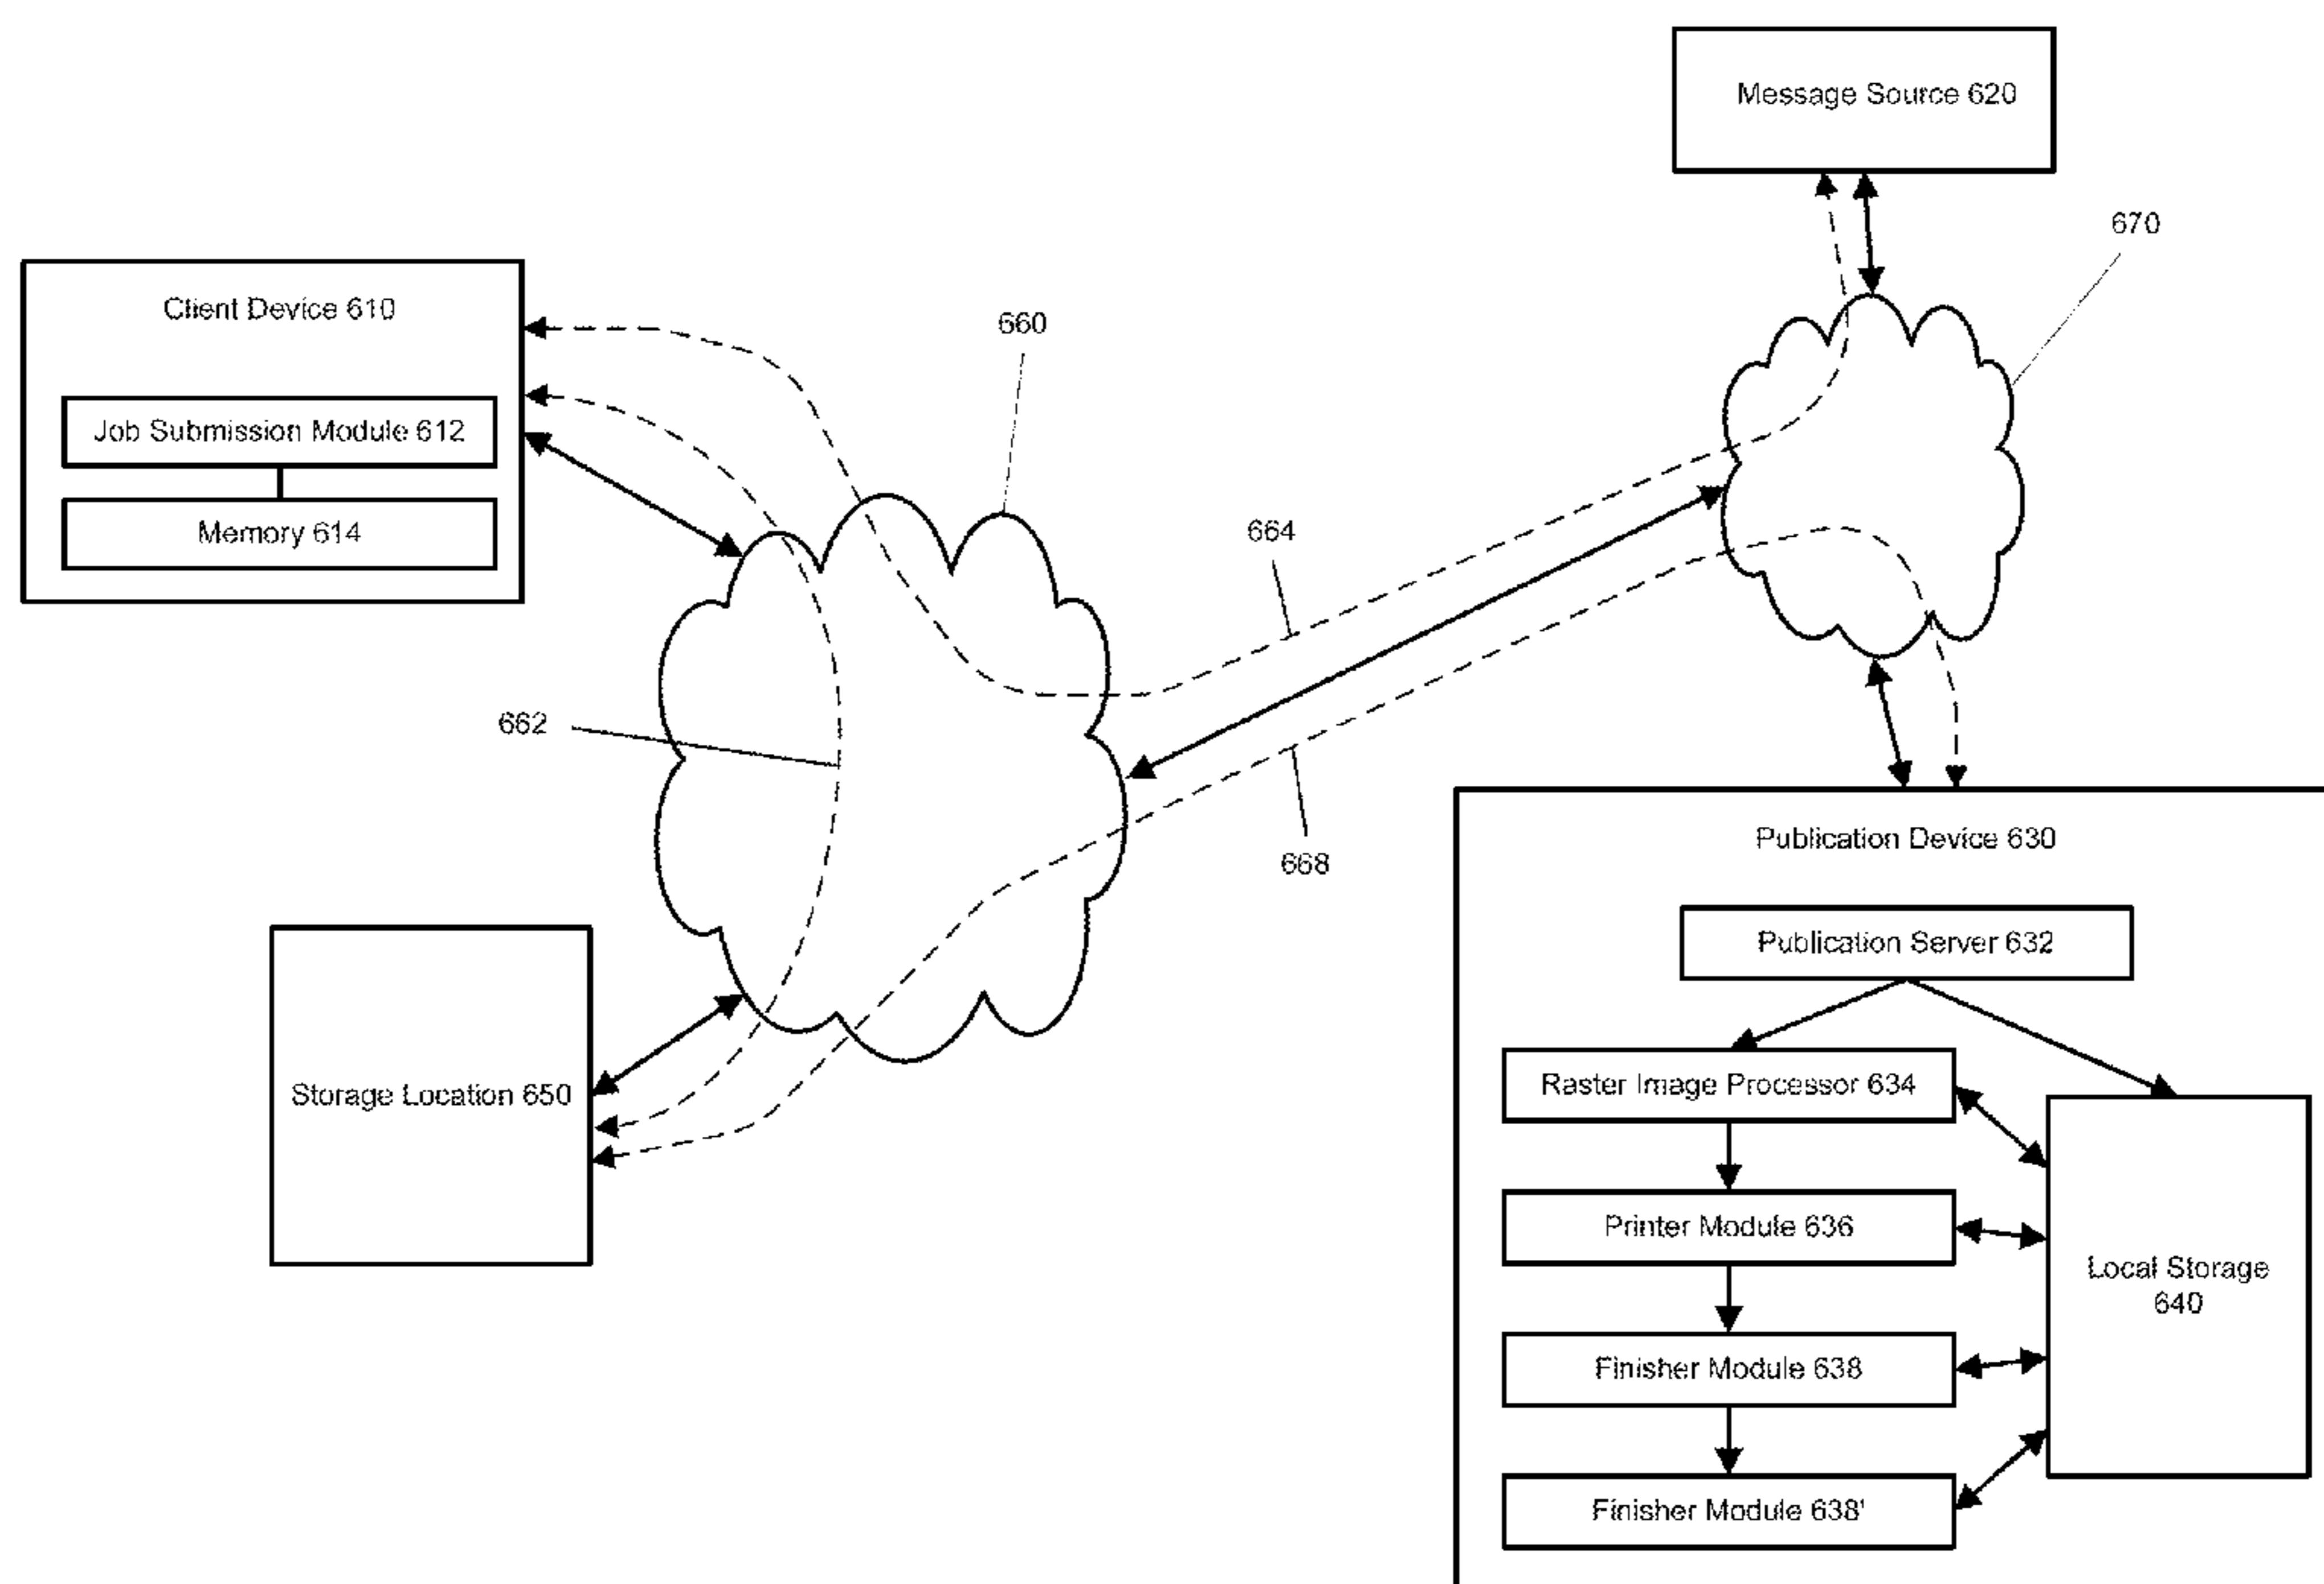 Message Source 620
670
Client Device 610
660
Job Submission Module 612
Memory 614
664
662
668
Publication Device 630
Publication Server 632
Storage Location 650
Raster Image Processor 634
Printer Module 636
Local Storage
640
Finisher Module 638
Finisher Module 638'